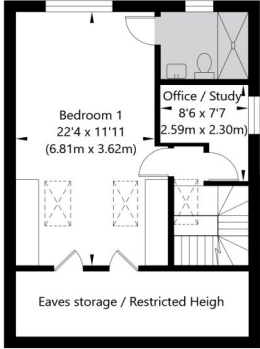 Office / Study
8'6 x 7'7
2.59m x 2.30m)
Bedroom 1
22'4 x 11'11
(6.81m x 3.62m)
Eaves storage / Restricted Heigh